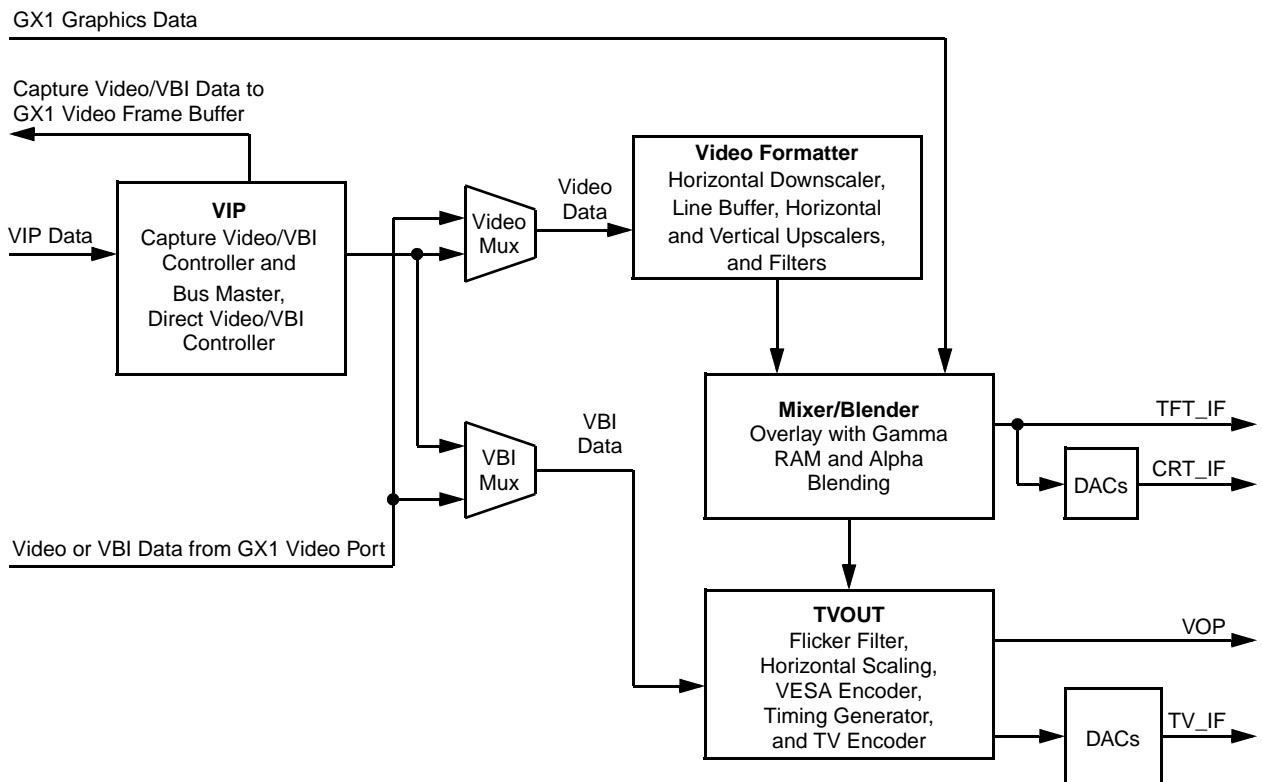 GX1 Graphics Data
Capture Video/VBI Data to
GX1 Video Frame Buffer
VIP Data
VIP
Capture Video/VBI
Controller and
Bus Master,
Direct Video/VBI
Controller
Video
Mux
Video
Data
Video Formatter
Horizontal Downscaler,
Line Buffer, Horizontal
and Vertical Upscalers,
and Filters
VBI
Mux
VBI
Data
Mixer/Blender
Overlay with Gamma
RAM and Alpha
Blending
TFT_IF
DACs
CRT_IF
Video or VBI Data from GX1 Video Port
TVOUT
Flicker Filter,
Horizontal Scaling,
VESA Encoder,
Timing Generator,
and TV Encoder
VOP
DACs
TV_IF